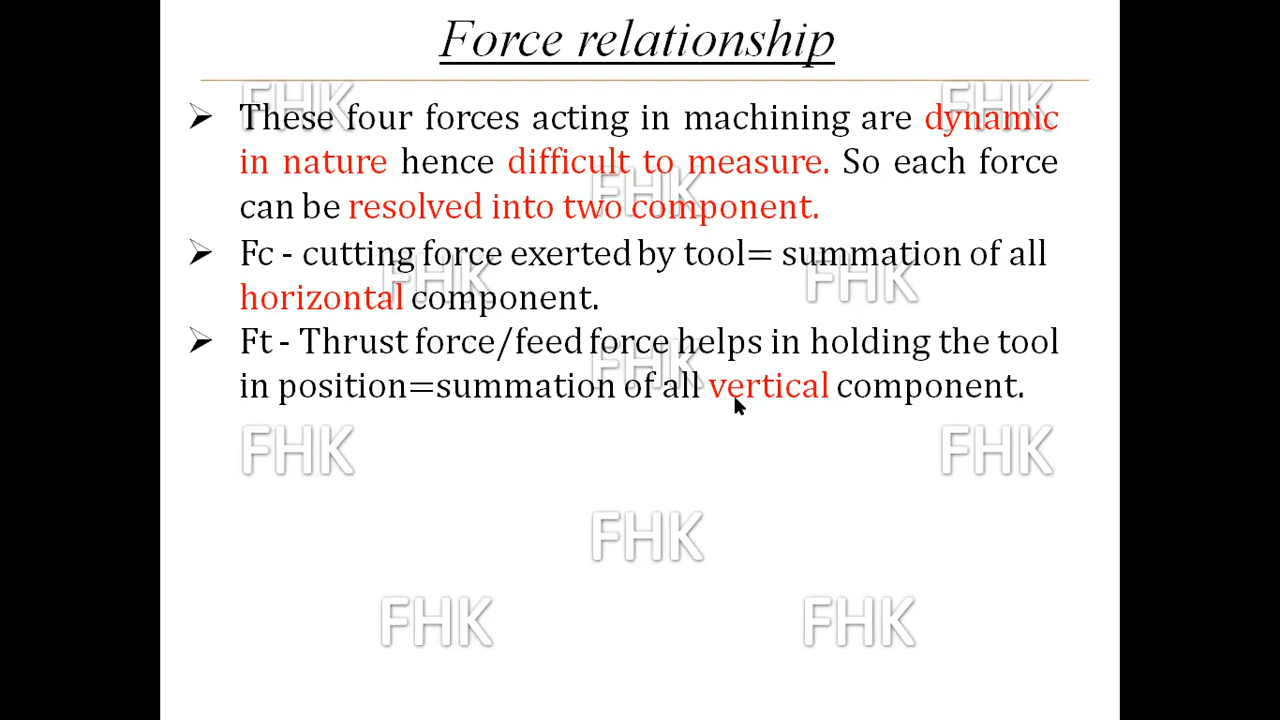 Force relationship
FHK FHK
These four forces acting in machining are dynamic
in nature hence difficult to measure. So each force
FHK
can be resolved into two component.
Fc - cutting force exerted by tool= summation of all
FHK FHK
horizontal component.
Ft - Thrust force/feed force helps in holding the tool
FHK
in position=summation of all vertical component.
FHK FHK
FHK
FHK FHK